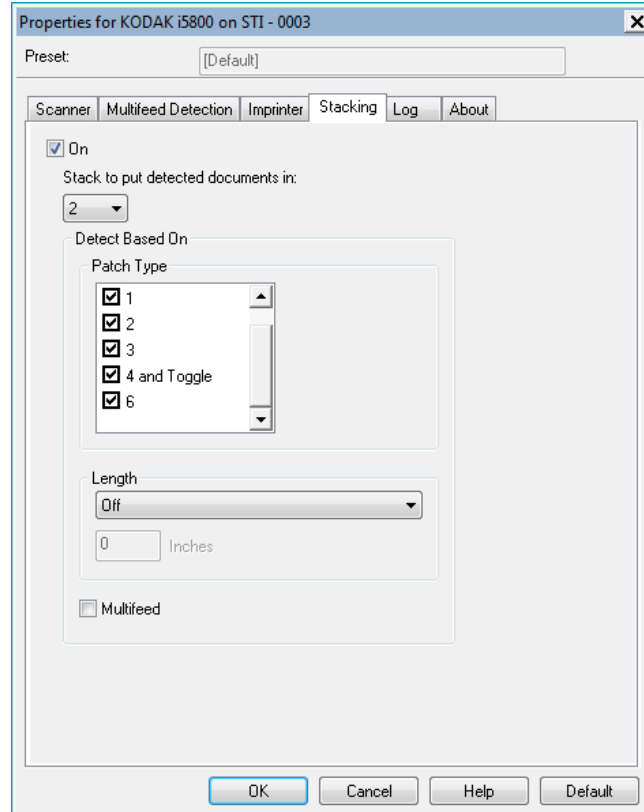 Properties for KODAK i5800 on STI - 0003
Preset: [Default]
Scanner Multifeed Detection Imprinter Stacking Log About
On
Stack to put detected documents in:
2
Detect Based On
Patch Type
1
2
3
4 and Toggle
6
Length
Off
0 Inches
Multifeed
OK Cancel Help Default